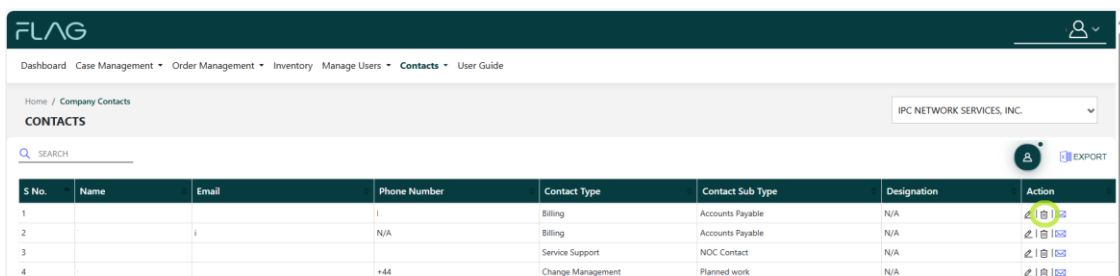 FLAG
Dashboard Case Management Order Management Inventory Manage Users Contacts User Guide
Home / Company Contacts
IPC NETWORK SERVICES, INC.
CONTACTS
SEARCH
EXPORT
S No. Name Email Phone Number Contact Type Contact Sub Type Designation Action
1 Billing Accounts Payable N/A
2 N/A Billing Accounts Payable N/A
3 Service Support NOC Contact N/A
4 +44 Change Management Planned work N/A